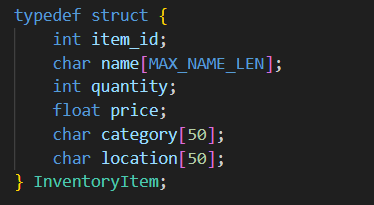 typedef struct {
    int item_id;
    char name[MAX_NAME_LEN];
    int quantity;
    float price;
    char category[50];
    char location[50];
} InventoryItem;